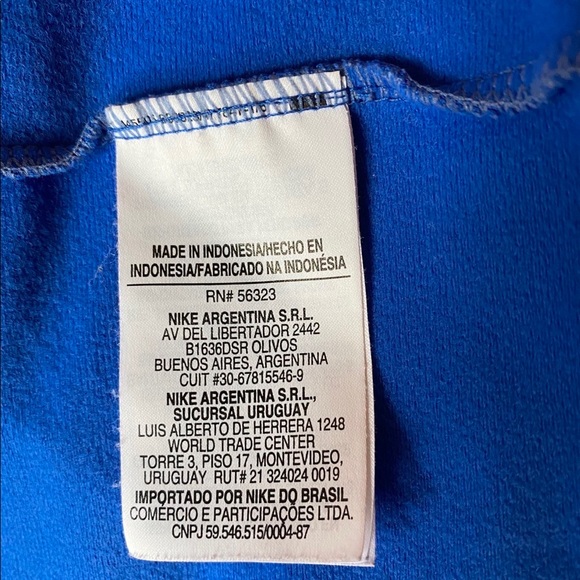 MADE IN INDONESIA/HECHO EN
INDONESIA/FABRICADO NA INDONÉSIA
RN# 56323
NIKE ARGENTINA S.R.L.
AV DEL LIBERTADOR 2442
B1636DSR OLIVOS
BUENOS AIRES, ARGENTINA
CUIT #30-67815546-9
NIKE ARGENTINA S.R.L.,
SUCURSAL URUGUAY
LUIS ALBERTO DE HERRERA 1248
WORLD TRADE CENTER
TORRE 3, PISO 17, MONTEVIDEO,
URUGUAY RUT# 21 324024 0019
IMPORTADO POR NIKE DO BRASIL
COMÉRCIO E PARTICIPAÇÕES LTDA.
CNPJ 59.546.515/0004-87